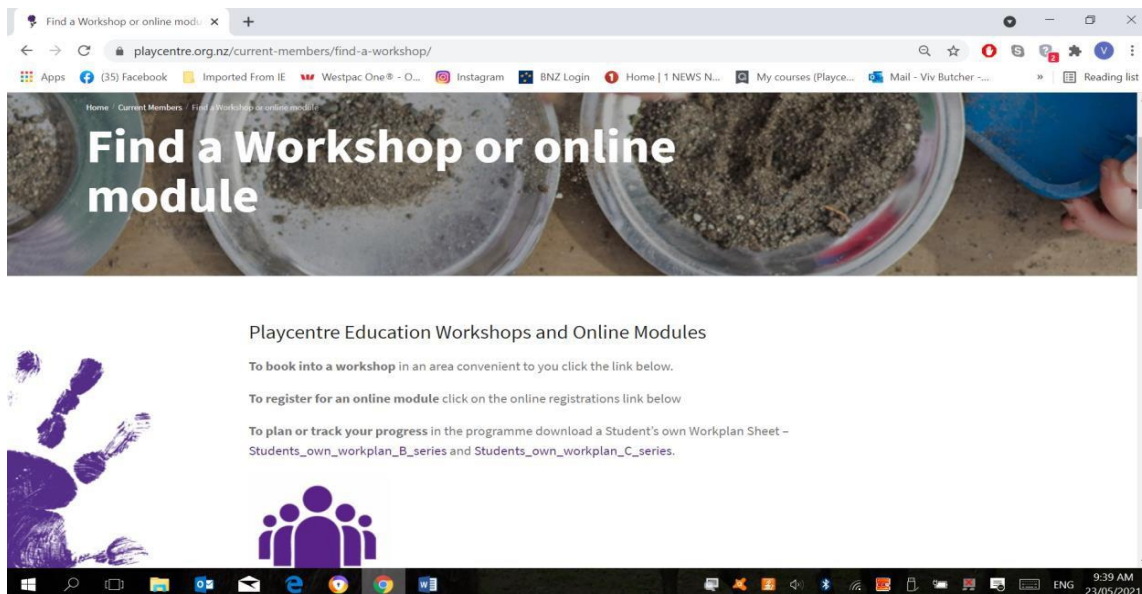 Find a Workshop or online modu
playcentre.org.nz/current-members/find-a-workshop/
Apps (35) Facebook Imported From IE Westpac One® - O... Instagram BNZ Login Home | 1 NEWS N... My courses (Playce... Mail - Viv Butcher -... » Reading list
Home / Current Members / Find a Workshop or online module
Find a Workshop or online
module
Playcentre Education Workshops and Online Modules
To book into a workshop in an area convenient to you click the link below.
To register for an online module click on the online registrations link below
To plan or track your progress in the programme download a Student's own Workplan Sheet –
Students_own_workplan_B_series and Students_own_workplan_C_series.
ENG 9:39 AM
23/05/2021